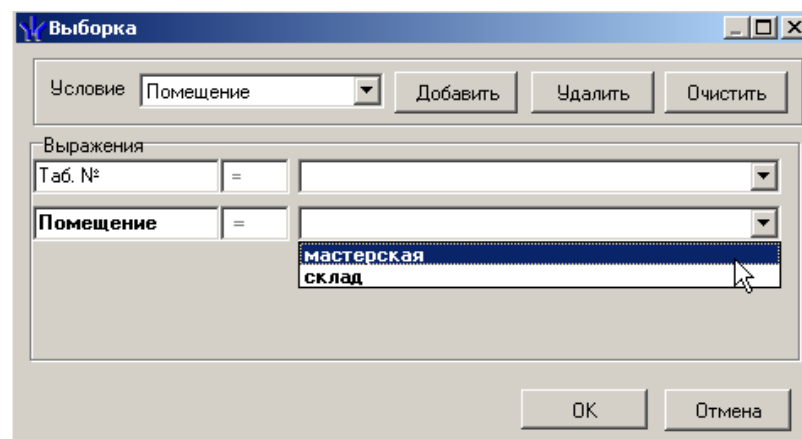 Выборка
Условие Помещение Добавить Удалить Очистить
Выражения
Таб. № =
Помещение =
мастерская
склад
OK Отмена